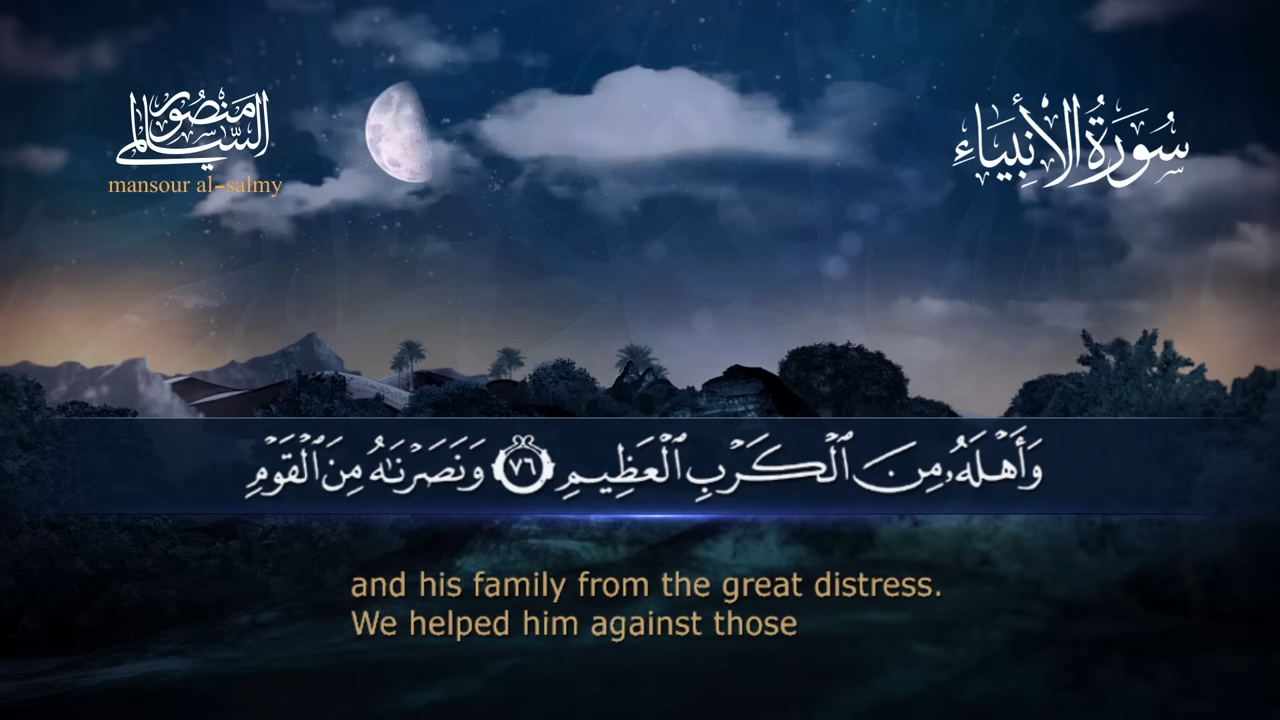 منصور السالمي
mansour al-salmy
سُورَةُ الأَنبِيَاء
وَأَهْلَهُۥ مِنَ ٱلْكَرْبِ ٱلْعَظِيمِ ٧٦ وَنَصَرْنَٰهُ مِنَ ٱلْقَوْمِ
and his family from the great distress.
We helped him against those